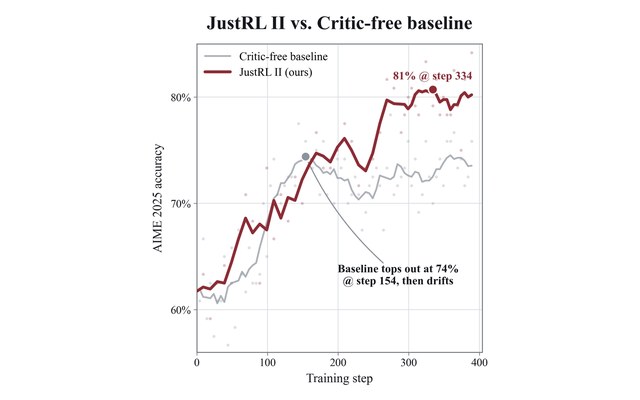 JustRL II vs. Critic-free baseline
Critic-free baseline
JustRL II (ours)
81% @ step 334
80%
70%
60%
AIME 2025 accuracy
Baseline tops out at 74%
@ step 154, then drifts
0
100
200
300
400
Training step